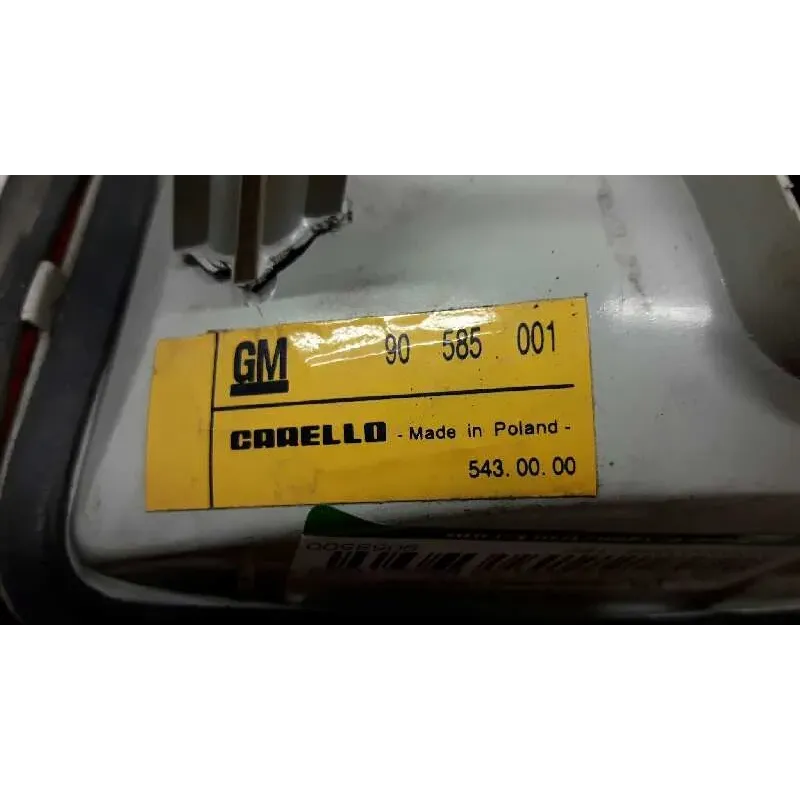 GM 90 585 001
CARELLO - Made in Poland -
543.00.00